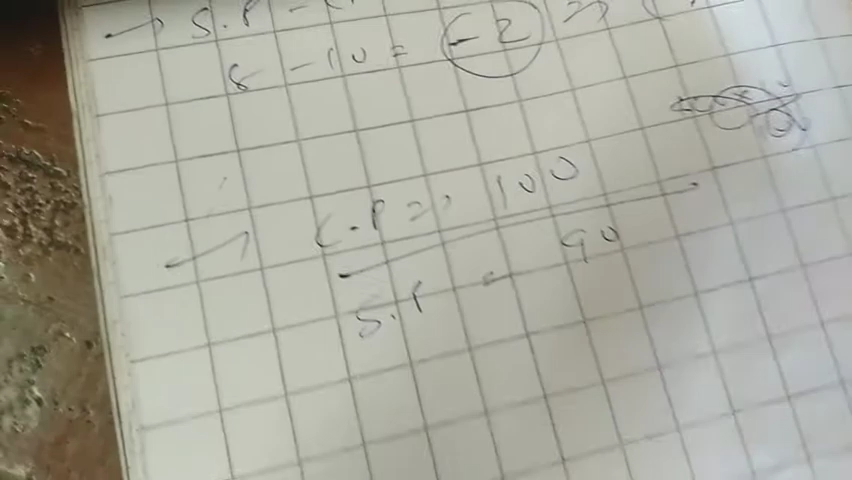 → S.P -
8 - 10 = -2 =>
C.P => 100
S.P = 90